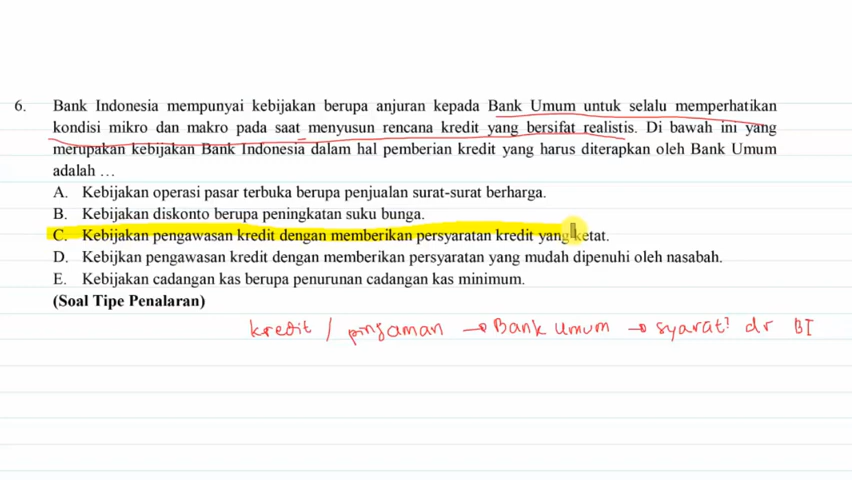 6. Bank Indonesia mempunyai kebijakan berupa anjuran kepada Bank Umum untuk selalu memperhatikan
kondisi mikro dan makro pada saat menyusun rencana kredit yang bersifat realistis. Di bawah ini yang
merupakan kebijakan Bank Indonesia dalam hal pemberian kredit yang harus diterapkan oleh Bank Umum
adalah …
A. Kebijakan operasi pasar terbuka berupa penjualan surat-surat berharga.
B. Kebijakan diskonto berupa peningkatan suku bunga.
C. Kebijakan pengawasan kredit dengan memberikan persyaratan kredit yang ketat.
D. Kebijkan pengawasan kredit dengan memberikan persyaratan yang mudah dipenuhi oleh nasabah.
E. Kebijakan cadangan kas berupa penurunan cadangan kas minimum.
(Soal Tipe Penalaran)
kredit / pinjaman → Bank Umum → syarat² dr BI